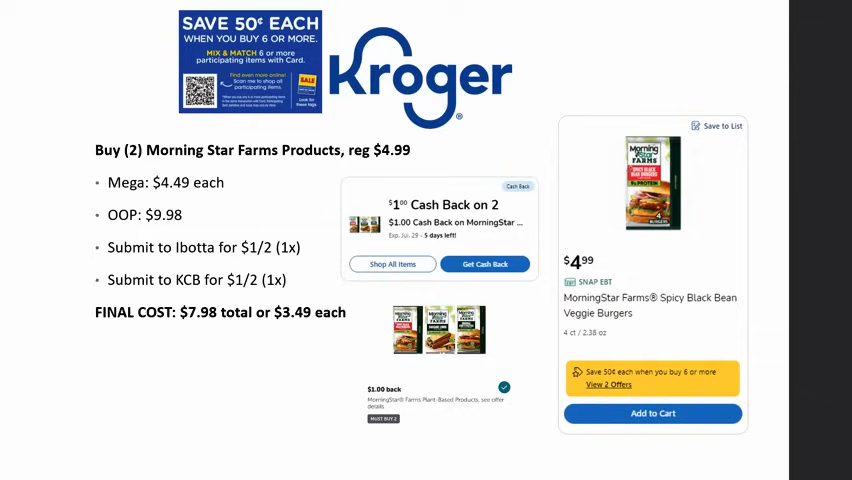 SAVE 50¢ EACH
WHEN YOU BUY 6 OR MORE.
MIX & MATCH 6 or more
participating items with Card.
Find even more online!
Scan me to shop all
participating items.
SALE
Look for
these tags.
Kroger®
Buy (2) Morning Star Farms Products, reg $4.99
• Mega: $4.49 each
• OOP: $9.98
• Submit to Ibotta for $1/2 (1x)
• Submit to KCB for $1/2 (1x)
FINAL COST: $7.98 total or $3.49 each
Cash Back
$1⁰⁰ Cash Back on 2
$1.00 Cash Back on MorningStar ...
Exp. Jul. 29 - 5 days left!
Shop All Items
Get Cash Back
$1.00 back
MorningStar® Farms Plant-Based Products, see offer
details
MUST BUY 2
Save to List
Morning
Star
FARMS
SPICY BLACK
BEAN BURGERS
9g PROTEIN
4
BURGERS
$4⁹⁹
SNAP EBT
MorningStar Farms® Spicy Black Bean
Veggie Burgers
4 ct / 2.38 oz
Save 50¢ each when you buy 6 or more
View 2 Offers
Add to Cart